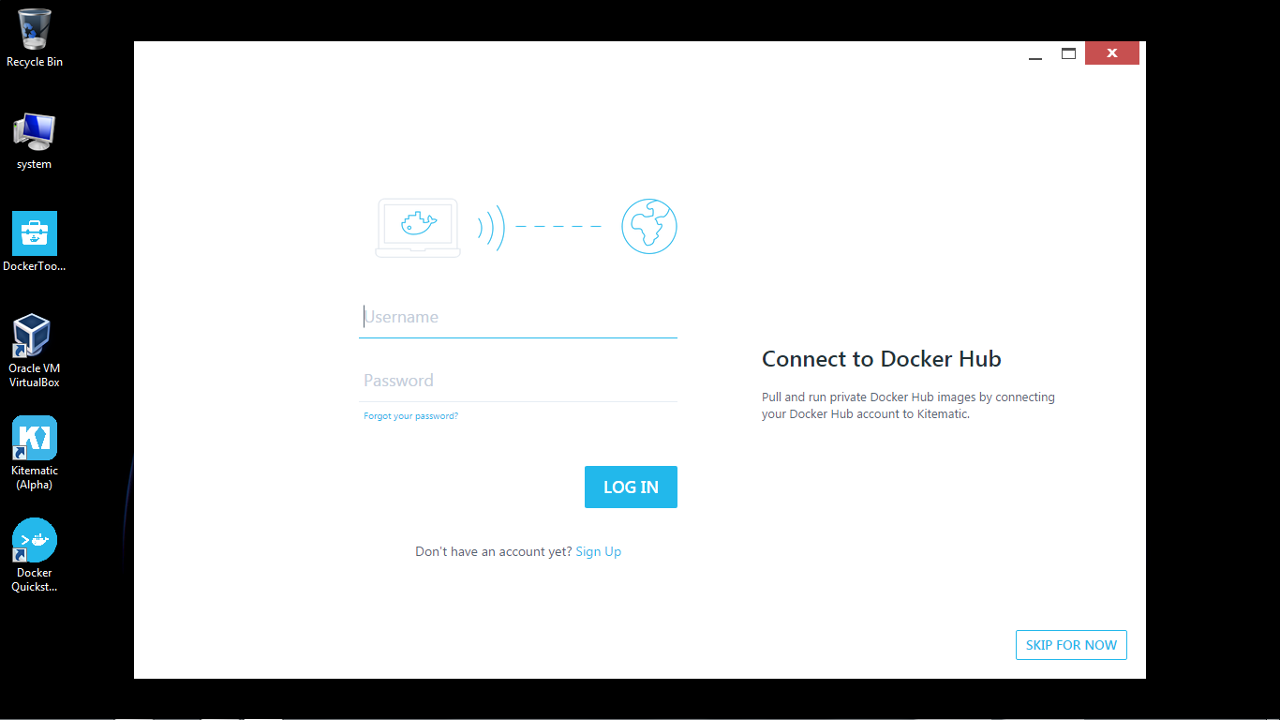 Recycle Bin
system
DockerToo...
Oracle VM
VirtualBox
Kitematic
(Alpha)
Docker
Quickst...
Username
Password
Forgot your password?
LOG IN
Don't have an account yet? Sign Up
Connect to Docker Hub
Pull and run private Docker Hub images by connecting
your Docker Hub account to Kitematic.
SKIP FOR NOW